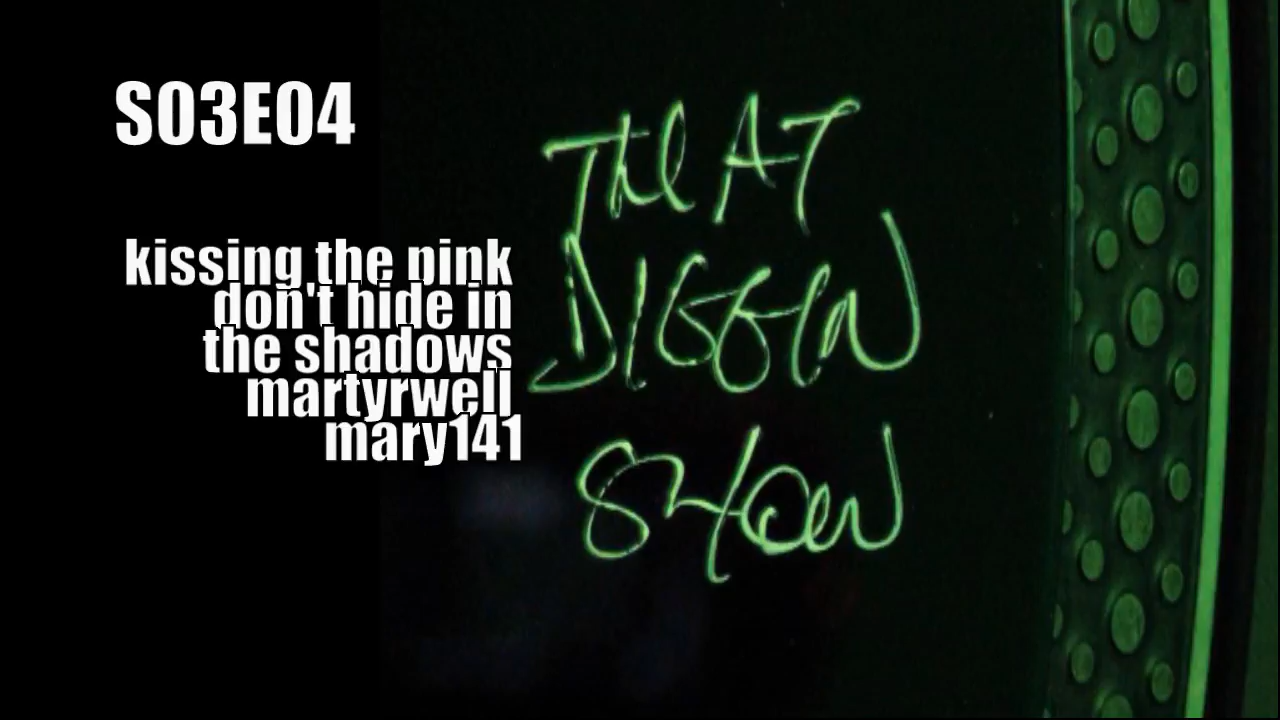 S03E04
kissing the pink
don't hide in
the shadows
martyrwell
mary141
THE AT
DIGGIN
SHOW